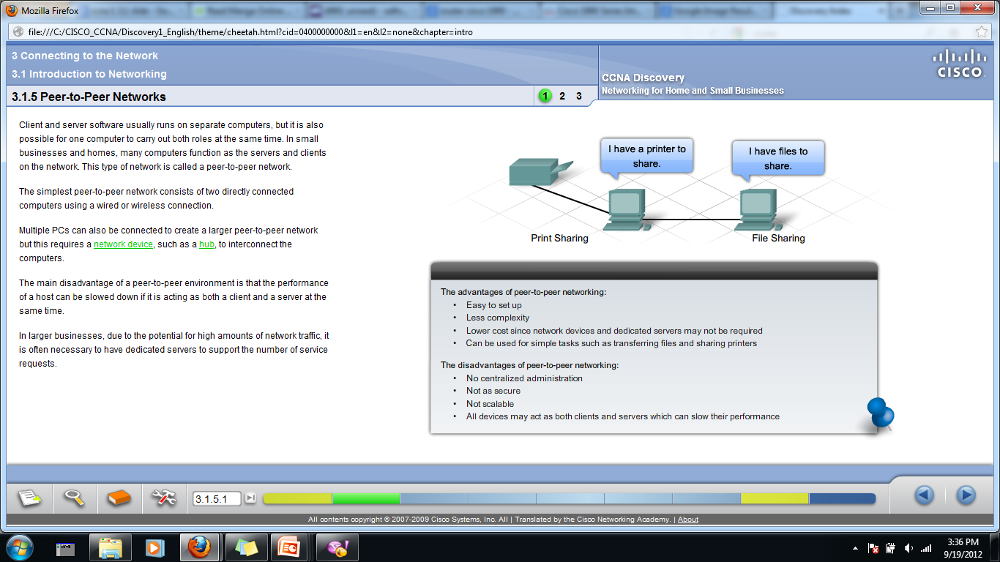 Mozilla Firefox
file:///C:/CISCO_CCNA/Discovery1_English/theme/cheetah.html?cid=0400000000&l1=en&l2=none&chapter=intro
3 Connecting to the Network
3.1 Introduction to Networking
CISCO
CCNA Discovery
Networking for Home and Small Businesses
3.1.5 Peer-to-Peer Networks
1 2 3
Client and server software usually runs on separate computers, but it is also
possible for one computer to carry out both roles at the same time. In small
businesses and homes, many computers function as the servers and clients
on the network. This type of network is called a peer-to-peer network.
The simplest peer-to-peer network consists of two directly connected
computers using a wired or wireless connection.
Multiple PCs can also be connected to create a larger peer-to-peer network
but this requires a network device, such as a hub, to interconnect the
computers.
The main disadvantage of a peer-to-peer environment is that the performance
of a host can be slowed down if it is acting as both a client and a server at the
same time.
In larger businesses, due to the potential for high amounts of network traffic, it
is often necessary to have dedicated servers to support the number of service
requests.
I have a printer to
share.
I have files to
share.
Print Sharing
File Sharing
The advantages of peer-to-peer networking:
• Easy to set up
• Less complexity
• Lower cost since network devices and dedicated servers may not be required
• Can be used for simple tasks such as transferring files and sharing printers
The disadvantages of peer-to-peer networking:
• No centralized administration
• Not as secure
• Not scalable
• All devices may act as both clients and servers which can slow their performance
3.1.5.1
All contents copyright © 2007-2009 Cisco Systems, Inc. All | Translated by the Cisco Networking Academy. | About
3:36 PM
9/19/2012